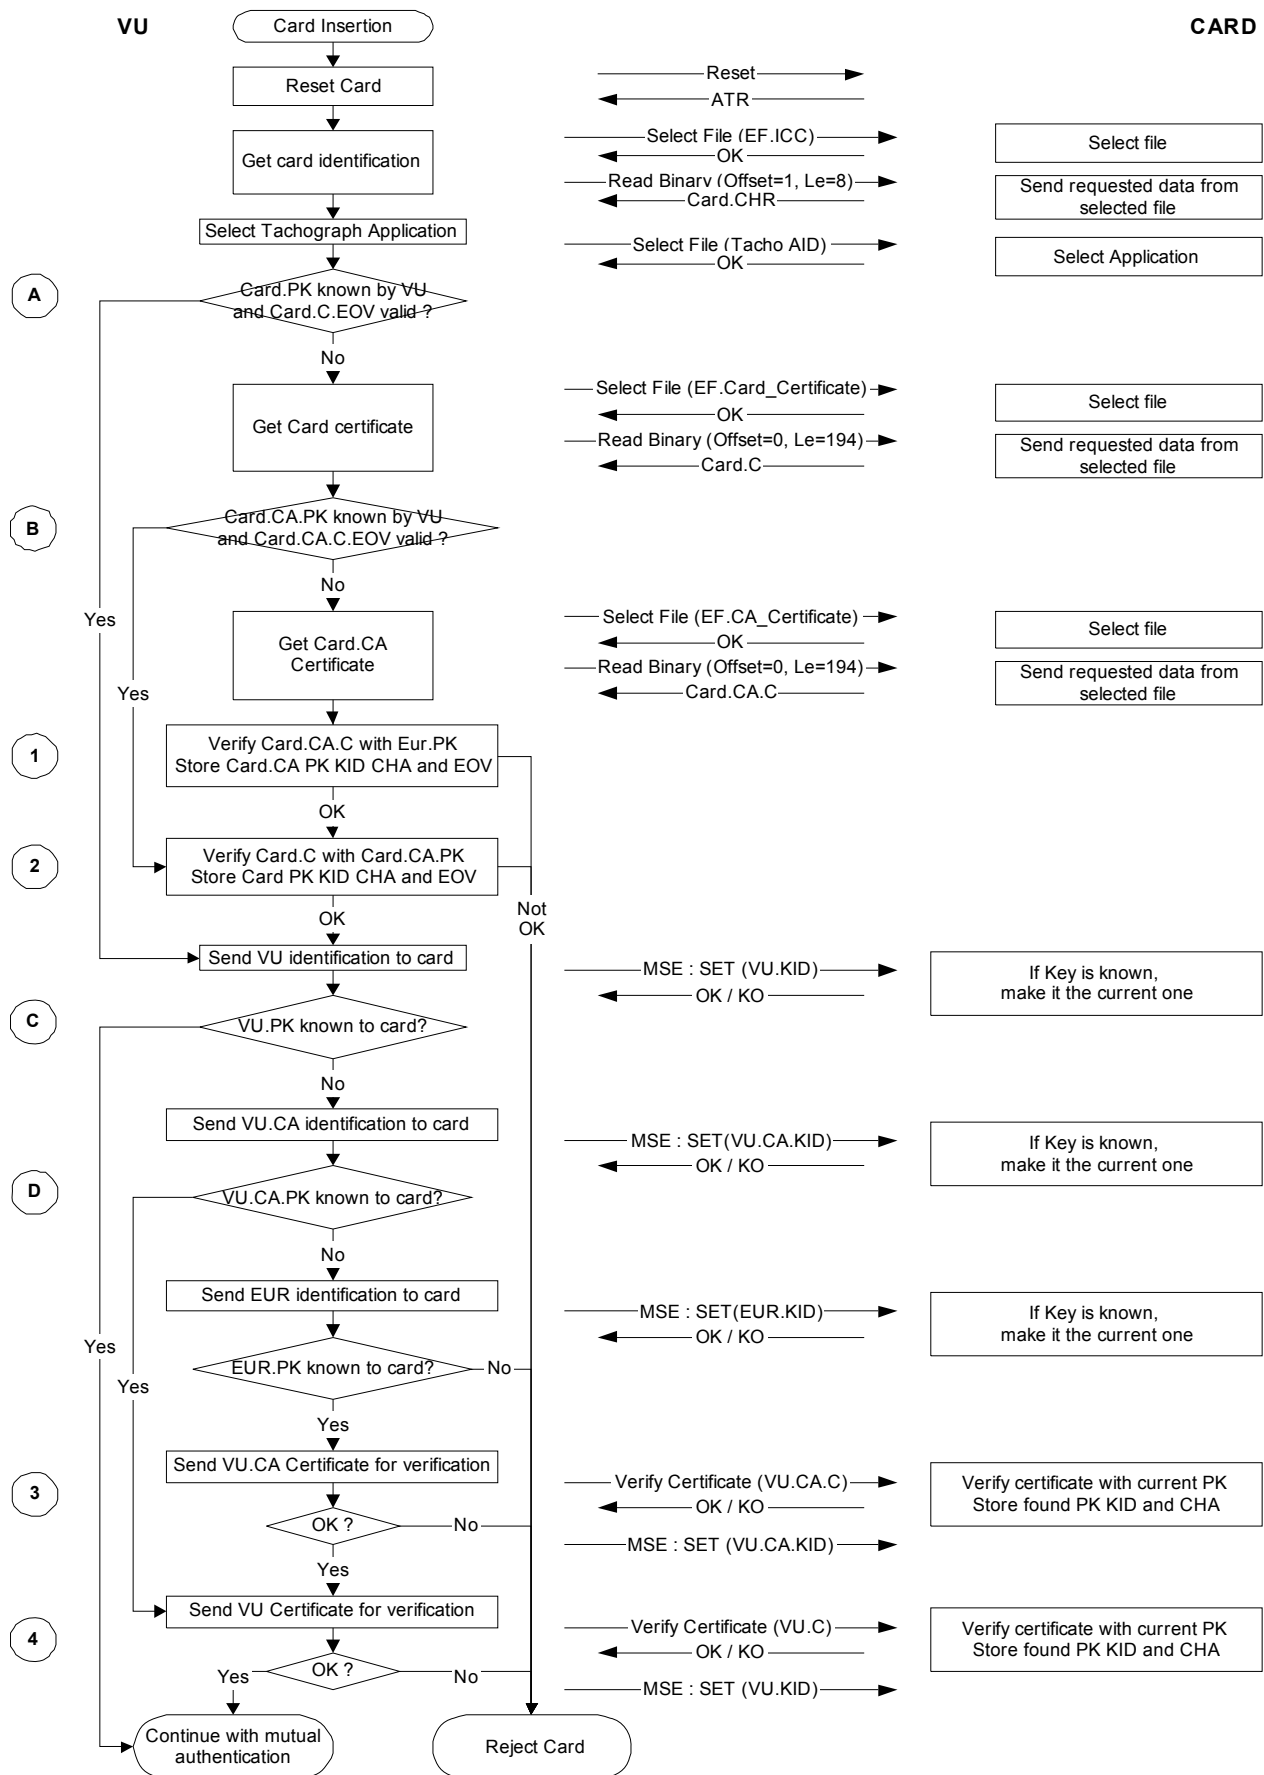 VU
Card Insertion
CARD
Reset Card
Reset
ATR
Get card identification
Select File (EF.ICC)
OK
Select file
Read Binary (Offset=1, Le=8)
Card.CHR
Send requested data from
selected file
Select Tachograph Application
Select File (Tacho AID)
OK
Select Application
A
Card.PK known by VU
and Card.C.EOV valid ?
No
Yes
Get Card certificate
Select File (EF.Card_Certificate)
OK
Select file
Read Binary (Offset=0, Le=194)
Card.C
Send requested data from
selected file
B
Card.CA.PK known by VU
and Card.CA.C.EOV valid ?
No
Yes
Get Card.CA
Certificate
Select File (EF.CA_Certificate)
OK
Select file
Read Binary (Offset=0, Le=194)
Card.CA.C
Send requested data from
selected file
1
Verify Card.CA.C with Eur.PK
Store Card.CA PK KID CHA and EOV
OK
2
Verify Card.C with Card.CA.PK
Store Card PK KID CHA and EOV
OK
Not
OK
Send VU identification to card
MSE : SET (VU.KID)
OK / KO
If Key is known,
make it the current one
C
VU.PK known to card?
No
Yes
Send VU.CA identification to card
MSE : SET(VU.CA.KID)
OK / KO
If Key is known,
make it the current one
D
VU.CA.PK known to card?
No
Yes
Send EUR identification to card
MSE : SET(EUR.KID)
OK / KO
If Key is known,
make it the current one
EUR.PK known to card?
No
Yes
3
Send VU.CA Certificate for verification
Verify Certificate (VU.CA.C)
OK / KO
Verify certificate with current PK
Store found PK KID and CHA
OK ?
No
MSE : SET (VU.CA.KID)
Yes
4
Send VU Certificate for verification
Verify Certificate (VU.C)
OK / KO
Verify certificate with current PK
Store found PK KID and CHA
Yes
OK ?
No
MSE : SET (VU.KID)
Continue with mutual
authentication
Reject Card